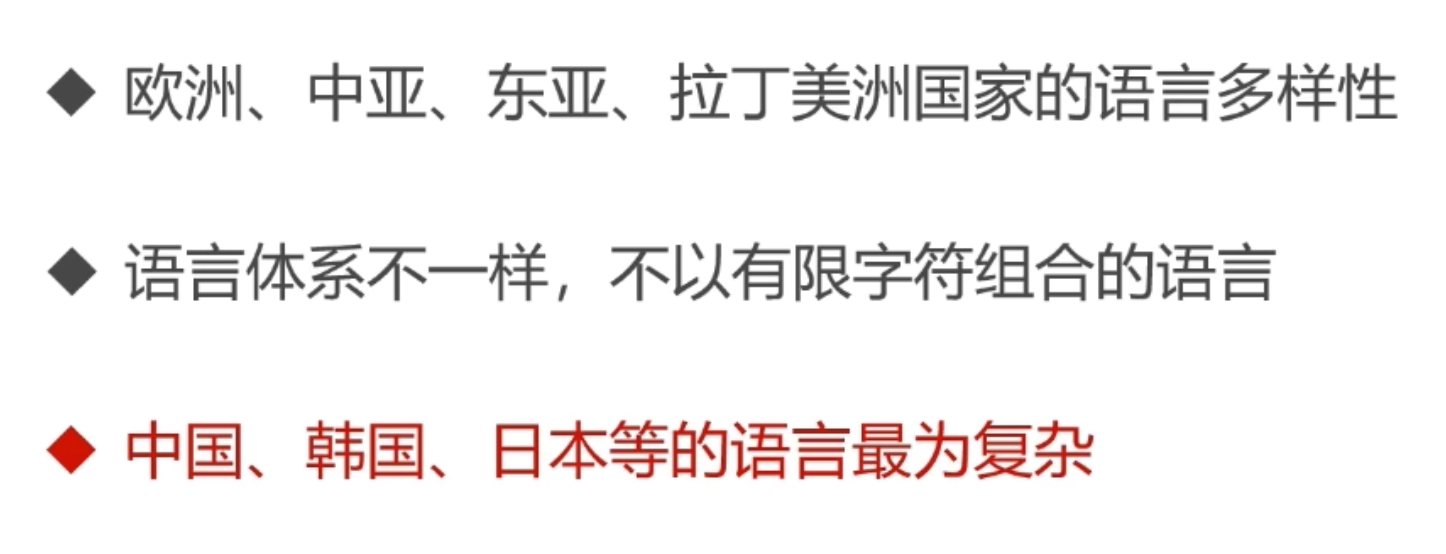 ◆ 欧洲、中亚、东亚、拉丁美洲国家的语言多样性
◆ 语言体系不一样，不以有限字符组合的语言
◆ 中国、韩国、日本等的语言最为复杂